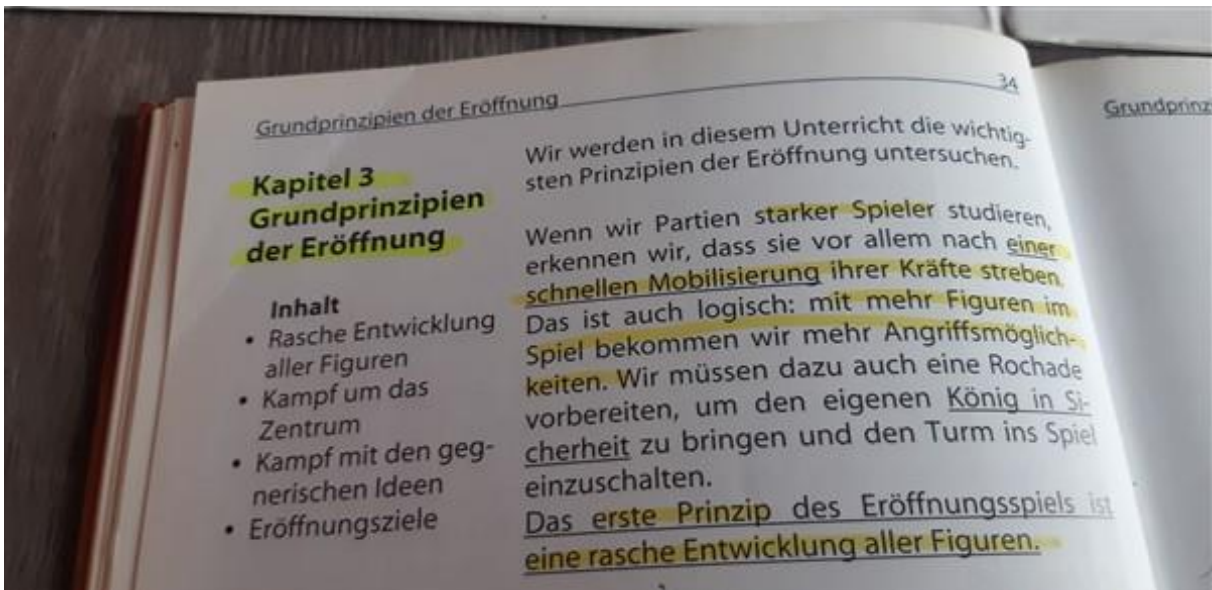 Grundprinzipien der Eröffnung
34
Kapitel 3
Grundprinzipien
der Eröffnung
Inhalt
• Rasche Entwicklung
aller Figuren
• Kampf um das
Zentrum
• Kampf mit den geg-
nerischen Ideen
• Eröffnungsziele
Wir werden in diesem Unterricht die wichtig-
sten Prinzipien der Eröffnung untersuchen.
Wenn wir Partien starker Spieler studieren,
erkennen wir, dass sie vor allem nach einer
schnellen Mobilisierung ihrer Kräfte streben.
Das ist auch logisch: mit mehr Figuren im
Spiel bekommen wir mehr Angriffsmöglich-
keiten. Wir müssen dazu auch eine Rochade
vorbereiten, um den eigenen König in Si-
cherheit zu bringen und den Turm ins Spiel
einzuschalten.
Das erste Prinzip des Eröffnungsspiels ist
eine rasche Entwicklung aller Figuren.
Grundprinz